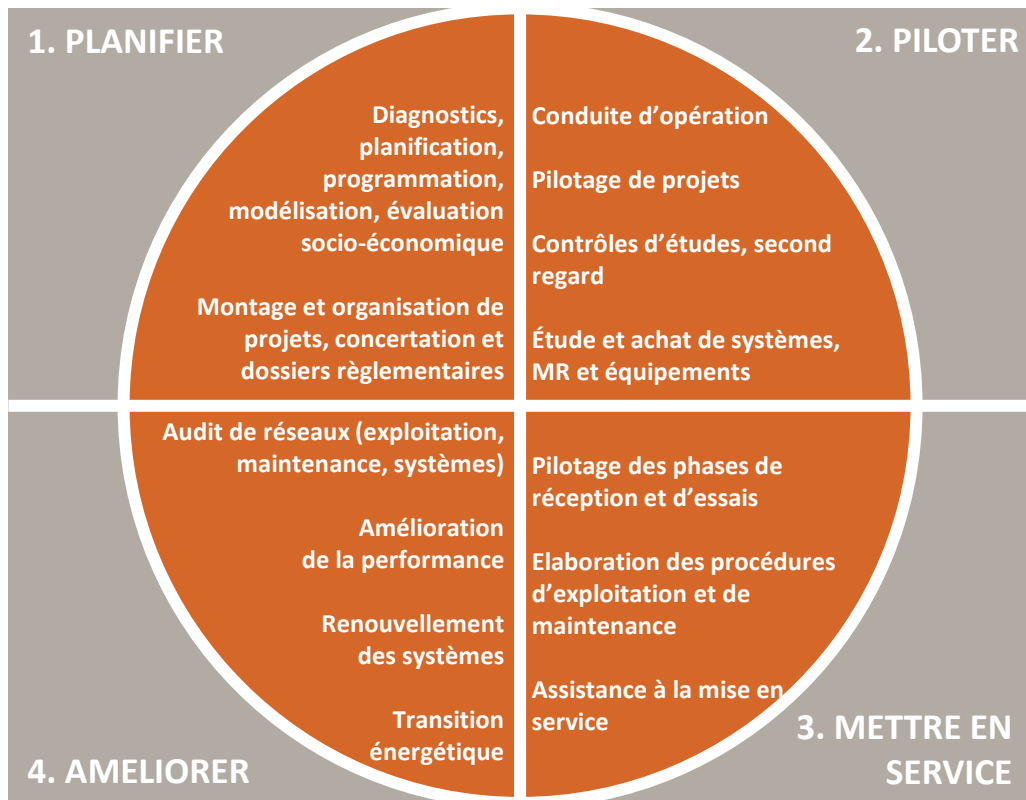 1. PLANIFIER
Diagnostics,
planification,
programmation,
modélisation, évaluation
socio-économique
Montage et organisation de
projets, concertation et
dossiers règlementaires
2. PILOTER
Conduite d’opération
Pilotage de projets
Contrôles d’études, second
regard
Étude et achat de systèmes,
MR et équipements
3. METTRE EN
SERVICE
Pilotage des phases de
réception et d’essais
Elaboration des procédures
d’exploitation et de
maintenance
Assistance à la mise en
service
4. AMELIORER
Audit de réseaux (exploitation,
maintenance, systèmes)
Amélioration
de la performance
Renouvellement
des systèmes
Transition
énergétique